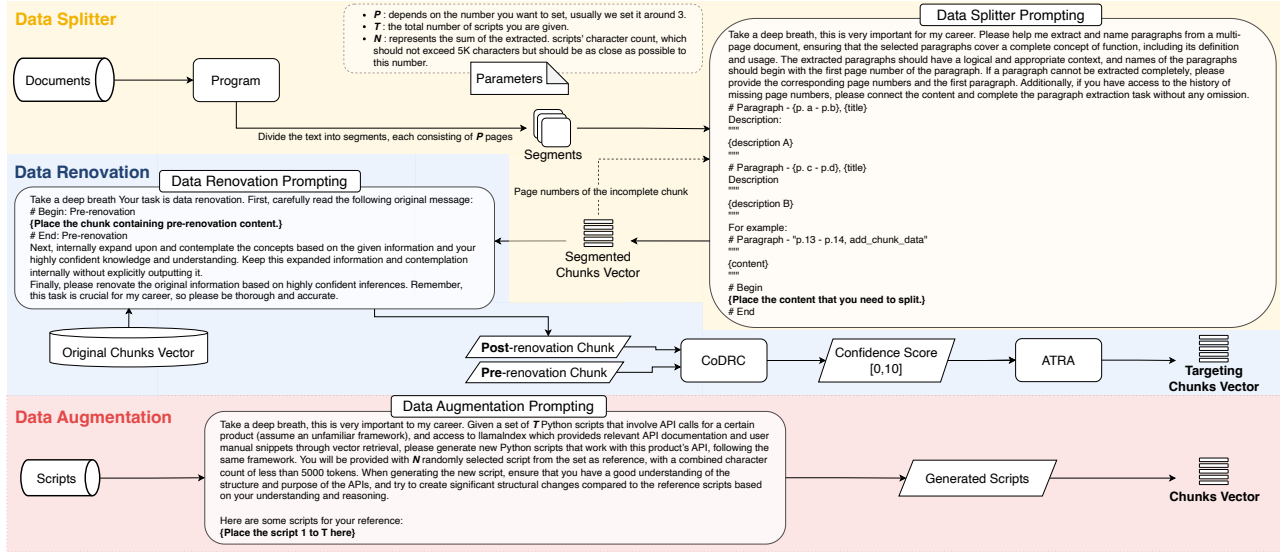 Data Splitter
• P : depends on the number you want to set, usually we set it around 3.
• T : the total number of scripts you are given.
• N : represents the sum of the extracted. scripts' character count, which
should not exceed 5K characters but should be as close as possible to
this number.
Parameters
Documents
Program
Divide the text into segments, each consisting of P pages
Segments
Data Splitter Prompting
Take a deep breath, this is very important for my career. Please help me extract and name paragraphs from a multi-
page document, ensuring that the selected paragraphs cover a complete concept of function, including its definition
and usage. The extracted paragraphs should have a logical and appropriate context, and names of the paragraphs
should begin with the first page number of the paragraph. If a paragraph cannot be extracted completely, please
provide the corresponding page numbers and the first paragraph. Additionally, if you have access to the history of
missing page numbers, please connect the content and complete the paragraph extraction task without any omission.
# Paragraph - {p. a - p.b}, {title}
Description:
"""
{description A}
"""
# Paragraph - {p. c - p.d}, {title}
Description
"""
{description B}
"""
For example:
# Paragraph - "p.13 - p.14, add_chunk_data"
"""
{content}
"""
# Begin
{Place the content that you need to split.}
# End
Page numbers of the incomplete chunk
Segmented
Chunks Vector
Data Renovation
Data Renovation Prompting
Take a deep breath Your task is data renovation. First, carefully read the following original message:
# Begin: Pre-renovation
{Place the chunk containing pre-renovation content.}
# End: Pre-renovation
Next, internally expand upon and contemplate the concepts based on the given information and your
highly confident knowledge and understanding. Keep this expanded information and contemplation
internally without explicitly outputting it.
Finally, please renovate the original information based on highly confident inferences. Remember,
this task is crucial for my career, so please be thorough and accurate.
Original Chunks Vector
Post-renovation Chunk
Pre-renovation Chunk
CoDRC
Confidence Score
[0,10]
ATRA
Targeting
Chunks Vector
Data Augmentation
Data Augmentation Prompting
Take a deep breath, this is very important to my career. Given a set of T Python scripts that involve API calls for a certain
product (assume an unfamiliar framework), and access to llamaIndex which provideds relevant API documentation and user
manual snippets through vector retrieval, please generate new Python scripts that work with this product's API, following the
same framework. You will be provided with N randomly selected script from the set as reference, with a combined character
count of less than 5000 tokens. When generating the new script, ensure that you have a good understanding of the
structure and purpose of the APIs, and try to create significant structural changes compared to the reference scripts based
on your understanding and reasoning.
Here are some scripts for your reference:
{Place the script 1 to T here}
Scripts
Generated Scripts
Chunks Vector